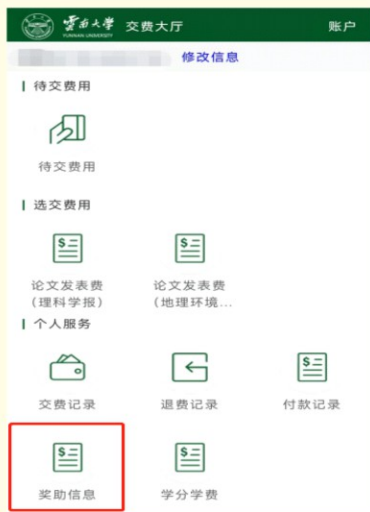 云南大学 交费大厅 账户
YUNNAN UNIVERSITY
修改信息
待交费用
待交费用
选交费用
论文发表费 论文发表费
（理科学报） （地理环境...
个人服务
交费记录 退费记录 付款记录
奖助信息 学分学费